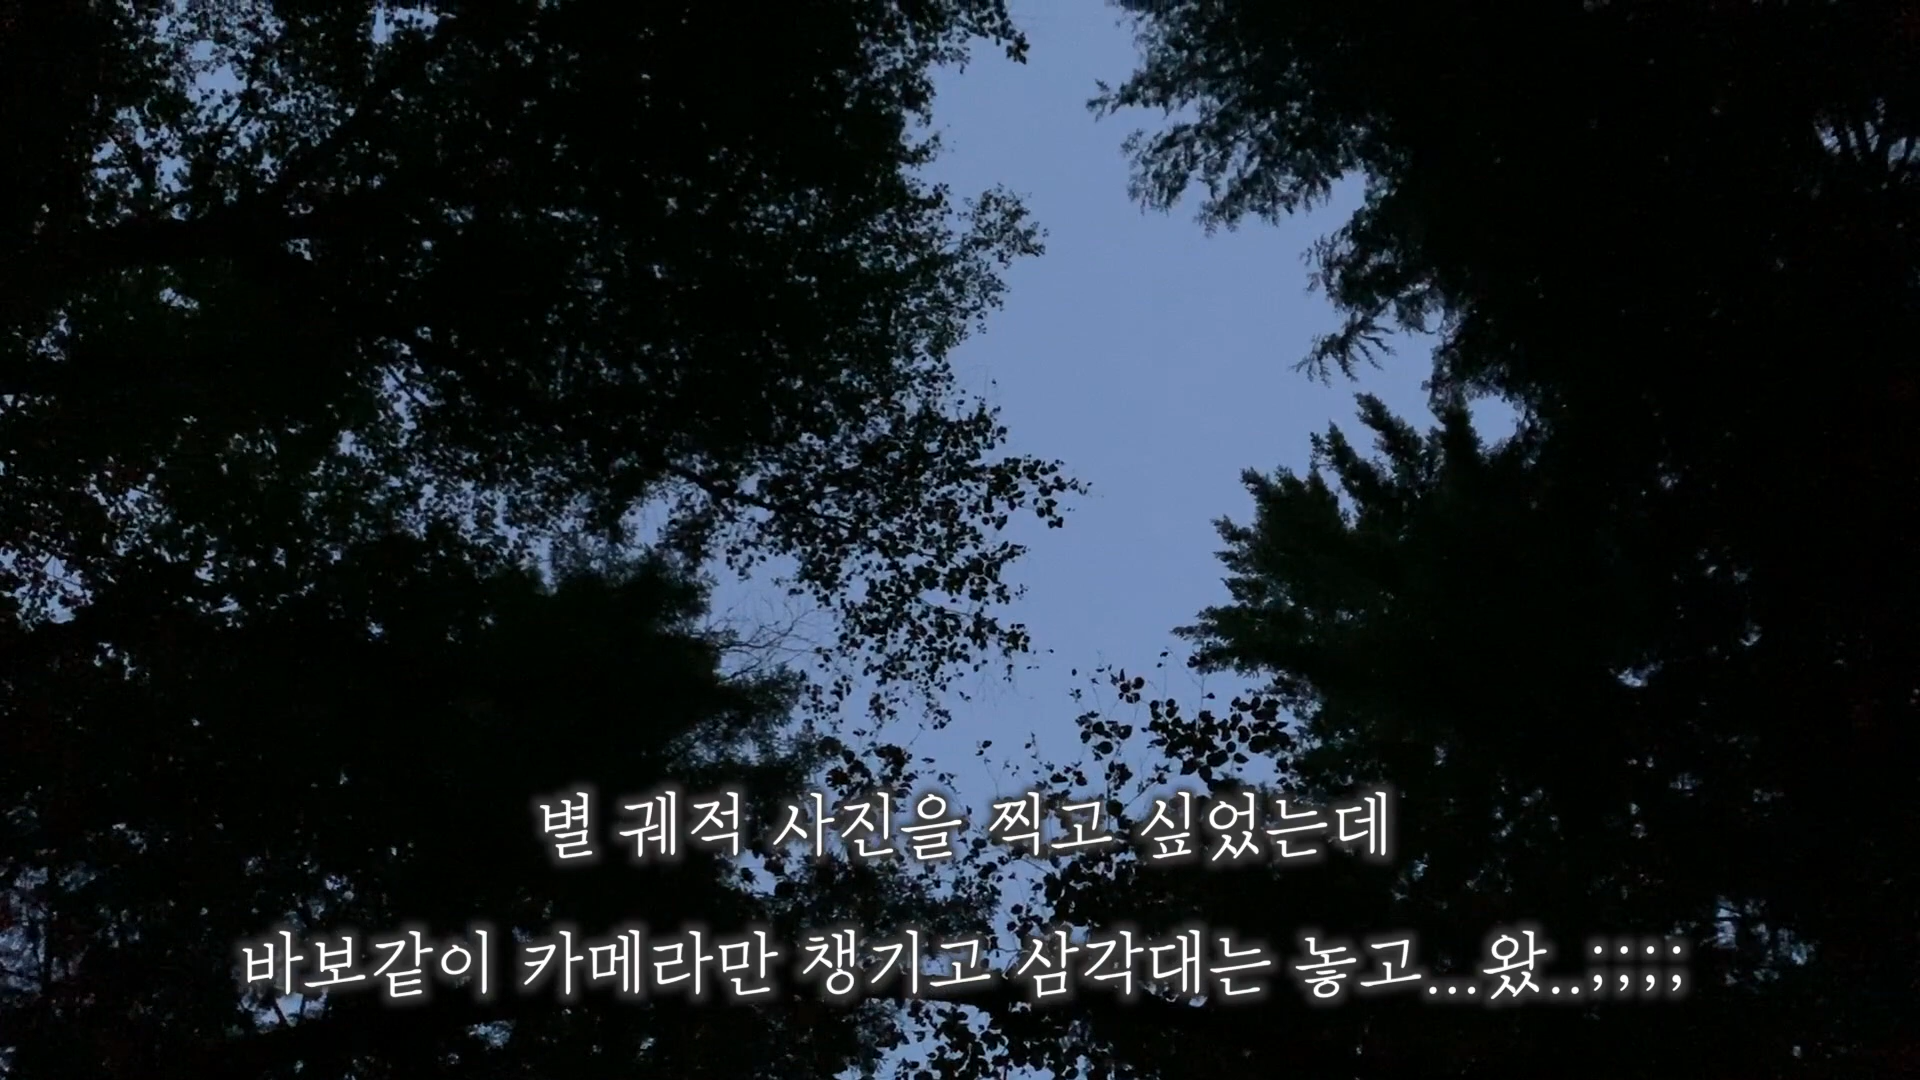 별 궤적 사진을 찍고 싶었는데
바보같이 카메라만 챙기고 삼각대는 놓고...왔..;;;;